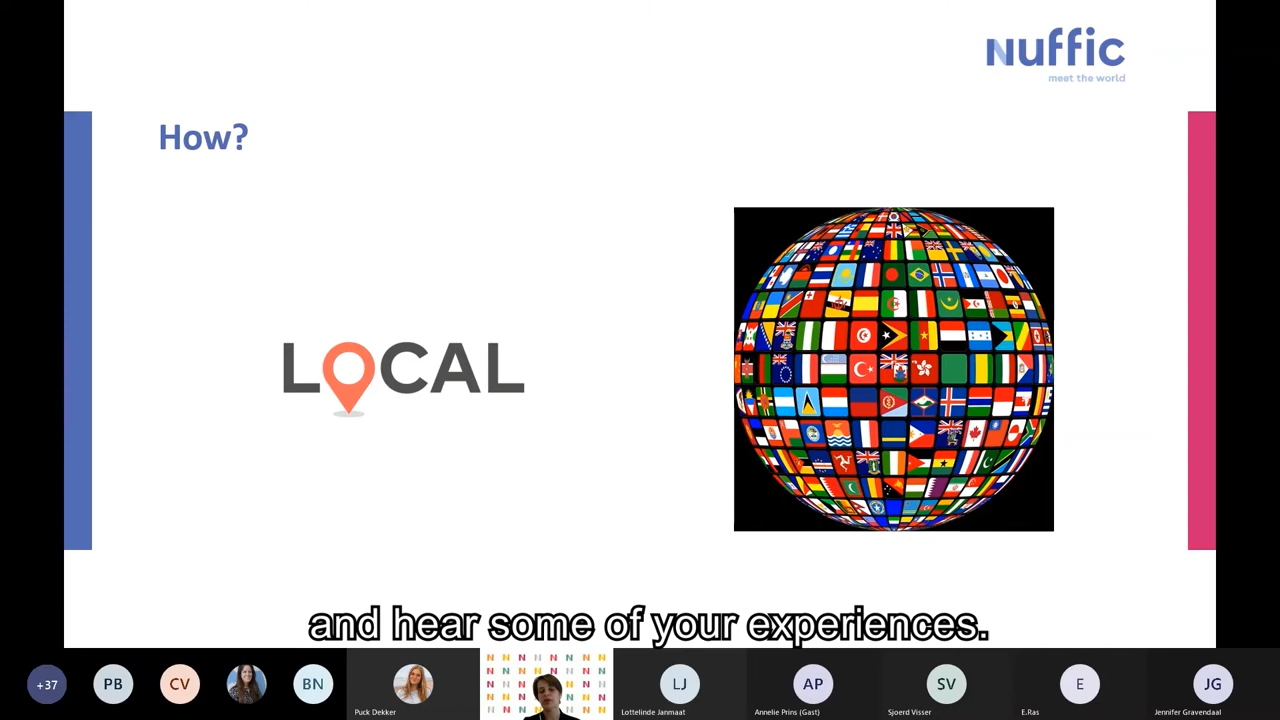 Nuffic
meet the world
How?
LOCAL
and hear some of your experiences.
+37
PB
CV
BN
Puck Dekker
N N N N N N N
LJ
Lottelinde Janmaat
AP
Annelie Prins (Gast)
SV
Sjoerd Visser
E
E.Ras
JG
Jennifer Gravendaal